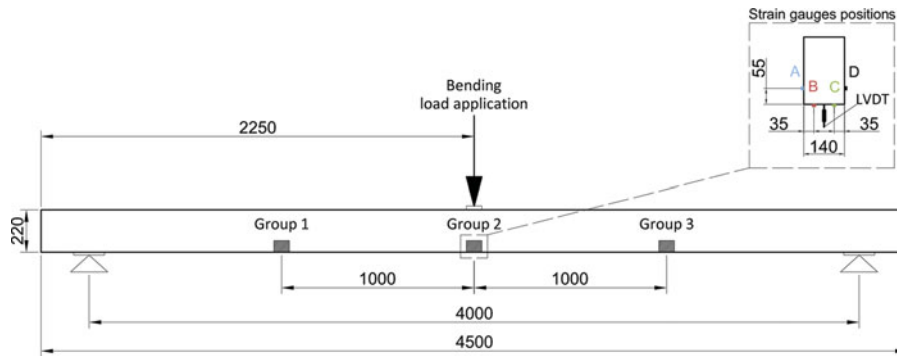 Strain gauges positions
A
D
B
C
55
LVDT
35
35
140
Bending
load application
2250
220
Group 1
Group 2
Group 3
1000
1000
4000
4500